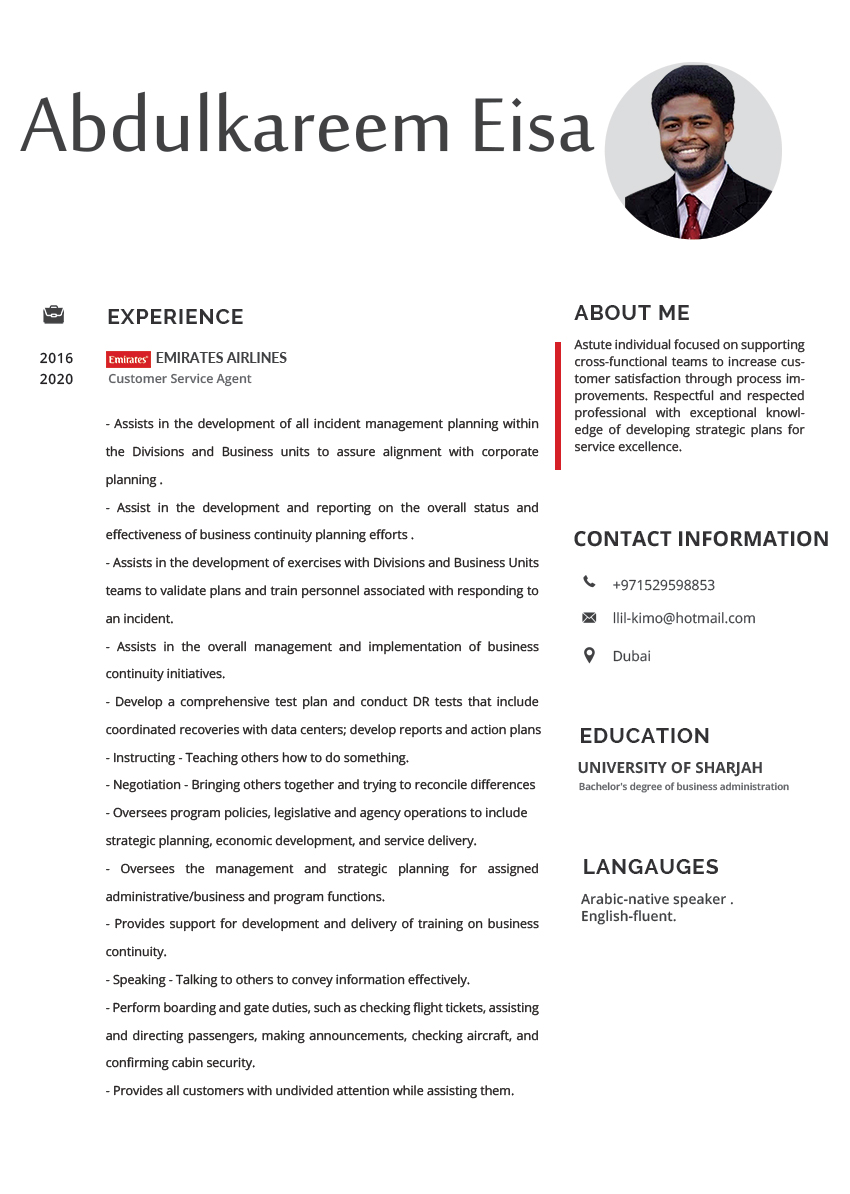 Abdulkareem Eisa
EXPERIENCE
2016
2020
Emirates
EMIRATES AIRLINES
Customer Service Agent
- Assists in the development of all incident management planning within
the Divisions and Business units to assure alignment with corporate
planning .
- Assist in the development and reporting on the overall status and
effectiveness of business continuity planning efforts .
- Assists in the development of exercises with Divisions and Business Units
teams to validate plans and train personnel associated with responding to
an incident.
- Assists in the overall management and implementation of business
continuity initiatives.
- Develop a comprehensive test plan and conduct DR tests that include
coordinated recoveries with data centers; develop reports and action plans
- Instructing - Teaching others how to do something.
- Negotiation - Bringing others together and trying to reconcile differences
- Oversees program policies, legislative and agency operations to include
strategic planning, economic development, and service delivery.
- Oversees the management and strategic planning for assigned
administrative/business and program functions.
- Provides support for development and delivery of training on business
continuity.
- Speaking - Talking to others to convey information effectively.
- Perform boarding and gate duties, such as checking flight tickets, assisting
and directing passengers, making announcements, checking aircraft, and
confirming cabin security.
- Provides all customers with undivided attention while assisting them.
ABOUT ME
Astute individual focused on supporting
cross-functional teams to increase cus-
tomer satisfaction through process im-
provements. Respectful and respected
professional with exceptional knowl-
edge of developing strategic plans for
service excellence.
CONTACT INFORMATION
+971529598853
llil-kimo@hotmail.com
Dubai
EDUCATION
UNIVERSITY OF SHARJAH
Bachelor's degree of business administration
LANGAUGES
Arabic-native speaker .
English-fluent.